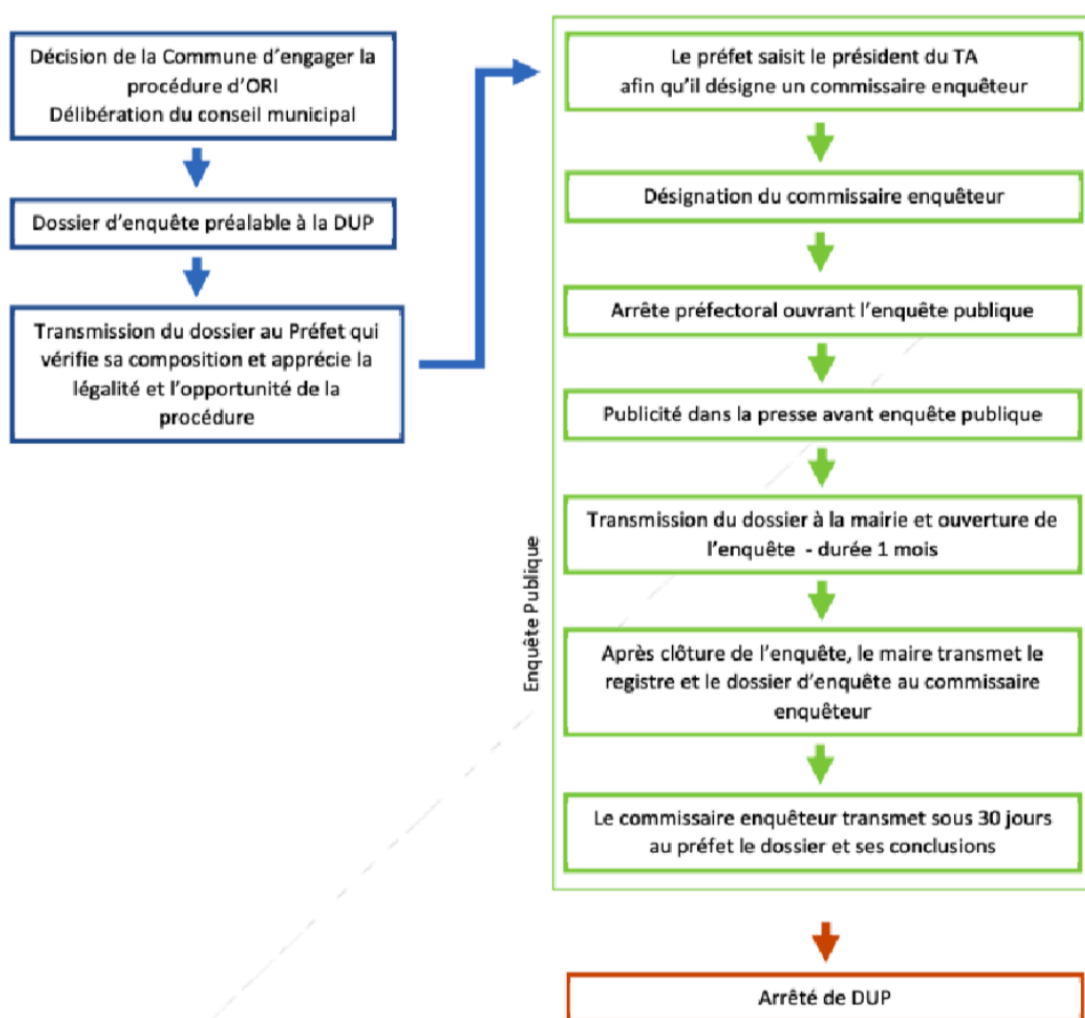 Décision de la Commune d'engager la
procédure d'ORI
Délibération du conseil municipal
Dossier d'enquête préalable à la DUP
Transmission du dossier au Préfet qui
vérifie sa composition et apprécie la
légalité et l'opportunité de la
procédure
Enquête Publique
Le préfet saisit le président du TA
afin qu'il désigne un commissaire enquêteur
Désignation du commissaire enquêteur
Arrête préfectoral ouvrant l'enquête publique
Publicité dans la presse avant enquête publique
Transmission du dossier à la mairie et ouverture de
l'enquête - durée 1 mois
Après clôture de l'enquête, le maire transmet le
registre et le dossier d'enquête au commissaire
enquêteur
Le commissaire enquêteur transmet sous 30 jours
au préfet le dossier et ses conclusions
Arrêté de DUP